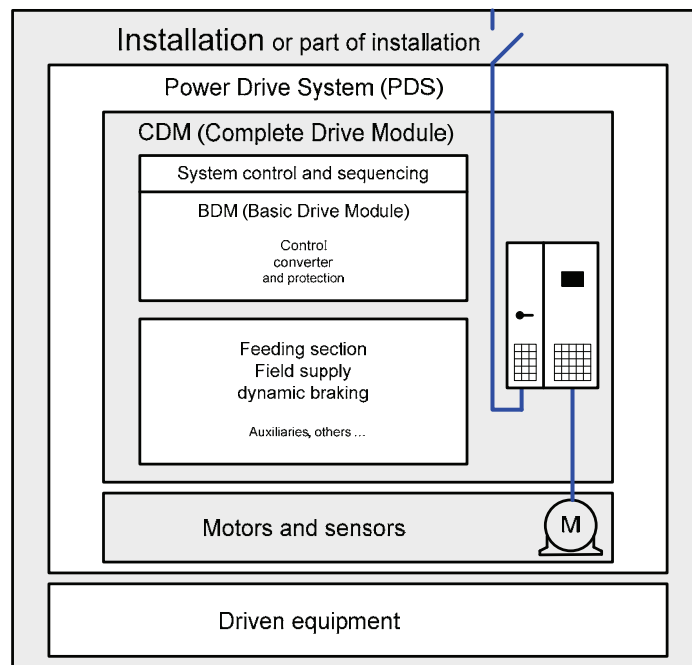 Installation or part of installation
Power Drive System (PDS)
CDM (Complete Drive Module)
System control and sequencing
BDM (Basic Drive Module)
Control
converter
and protection
Feeding section
Field supply
dynamic braking
Auxiliaries, others ...
Motors and sensors
M
Driven equipment